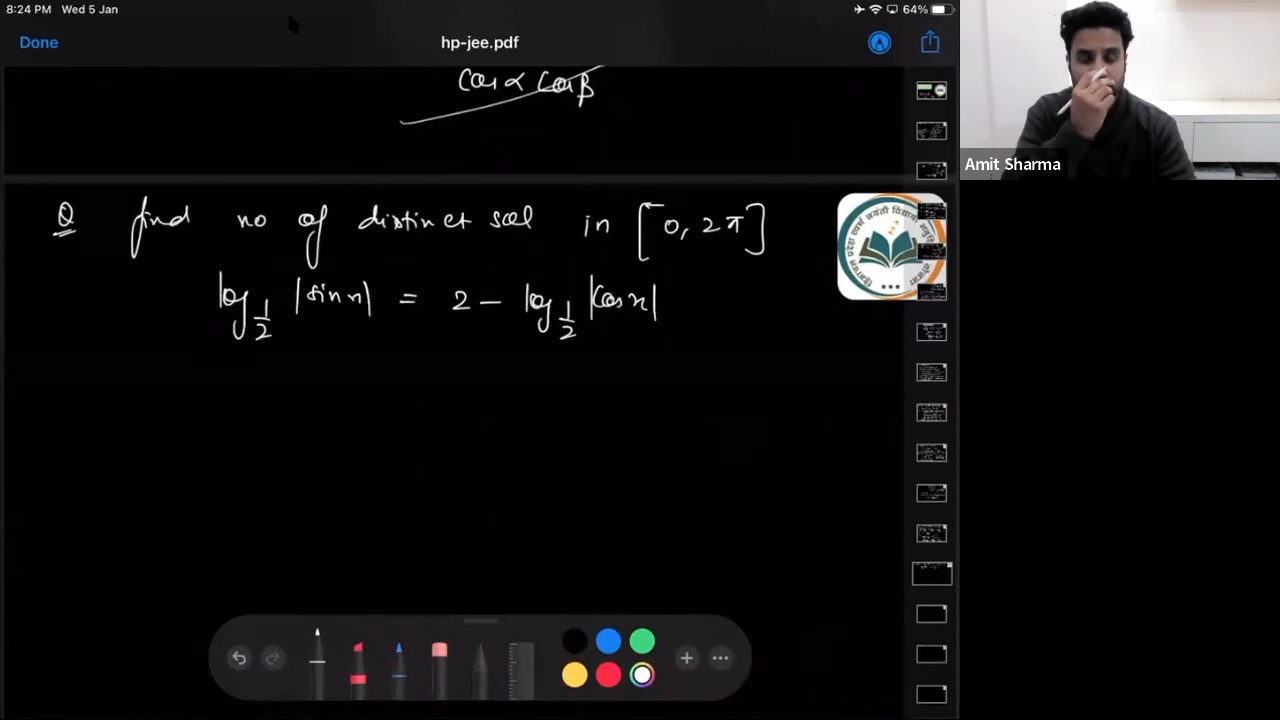 8:24 PM Wed 5 Jan
64%
Done
hp-jee.pdf
Cos α Cos β
Amit Sharma
Q find no of distinct sol in [0, 2π]
log_{1/2} |sin x| = 2 - log_{1/2} |cos x|